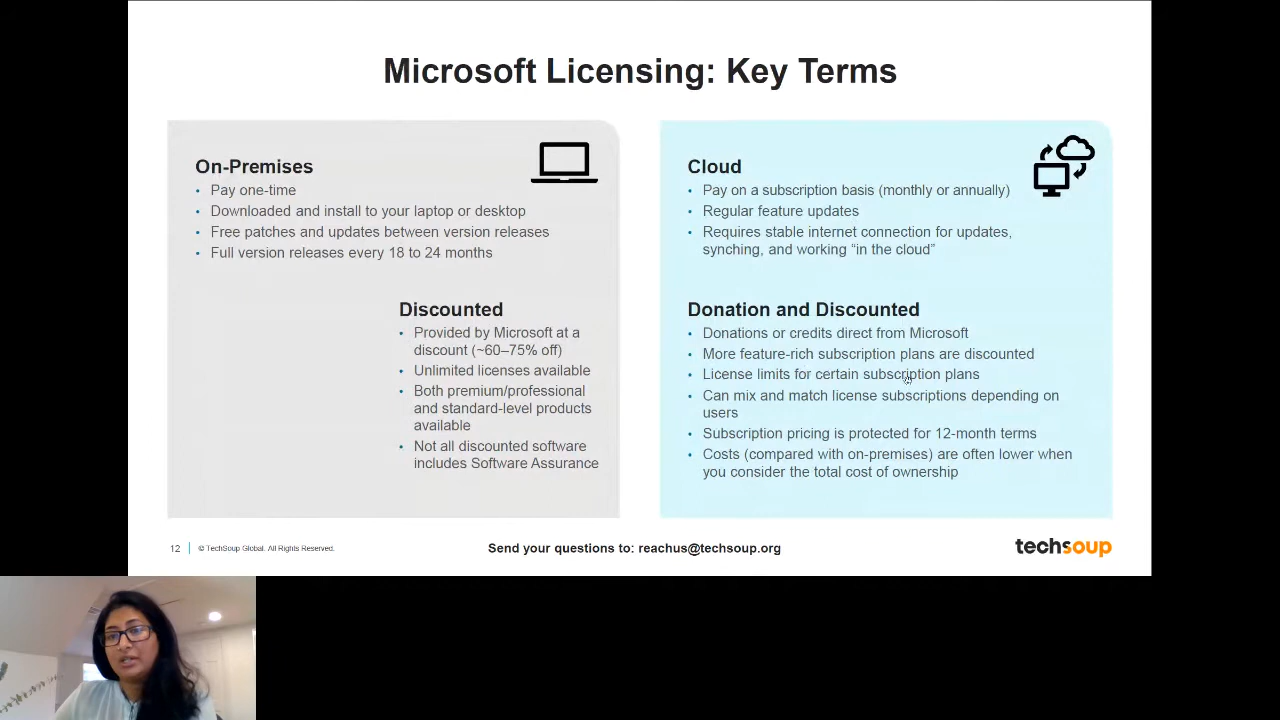 Microsoft Licensing: Key Terms
On-Premises
• Pay one-time
• Downloaded and install to your laptop or desktop
• Free patches and updates between version releases
• Full version releases every 18 to 24 months
Discounted
• Provided by Microsoft at a
discount (~60–75% off)
• Unlimited licenses available
• Both premium/professional
and standard-level products
available
• Not all discounted software
includes Software Assurance
Cloud
• Pay on a subscription basis (monthly or annually)
• Regular feature updates
• Requires stable internet connection for updates,
synching, and working “in the cloud”
Donation and Discounted
• Donations or credits direct from Microsoft
• More feature-rich subscription plans are discounted
• License limits for certain subscription plans
• Can mix and match license subscriptions depending on
users
• Subscription pricing is protected for 12-month terms
• Costs (compared with on-premises) are often lower when
you consider the total cost of ownership
12 | © TechSoup Global. All Rights Reserved.
Send your questions to: reachus@techsoup.org
techsoup